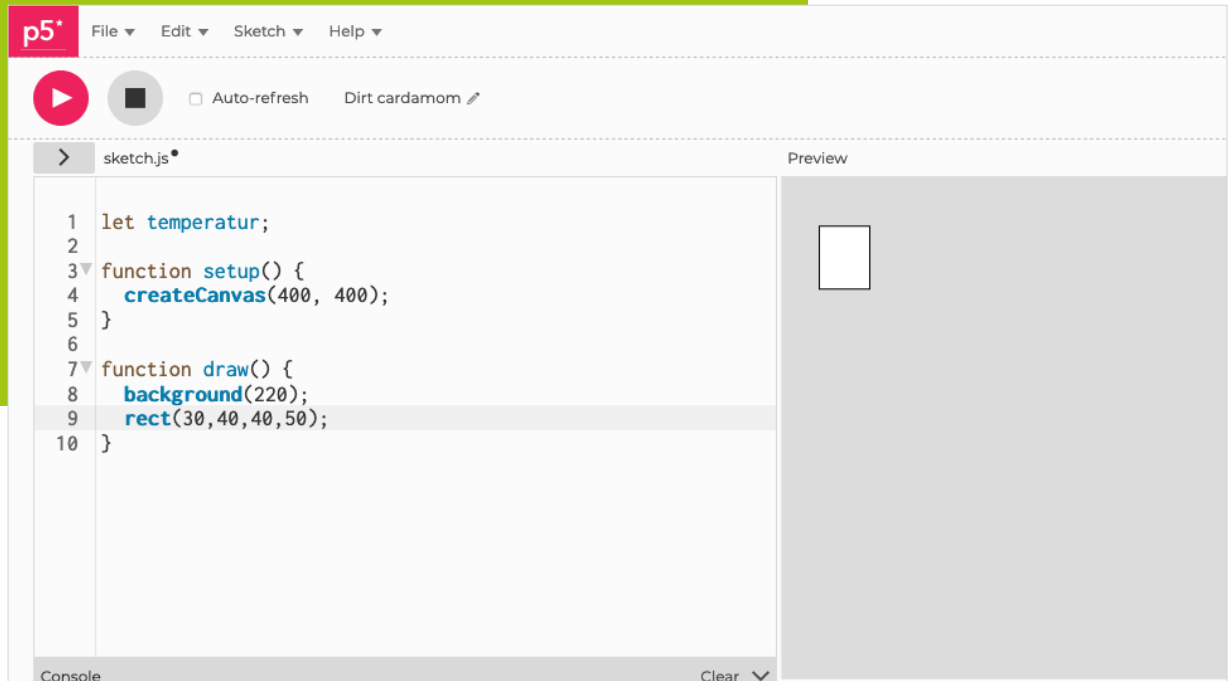 p5* File Edit Sketch Help
Auto-refresh Dirt cardamom
sketch.js
Preview
1 let temperatur;
2
3 function setup() {
4   createCanvas(400, 400);
5 }
6
7 function draw() {
8   background(220);
9   rect(30,40,40,50);
10 }
Console Clear